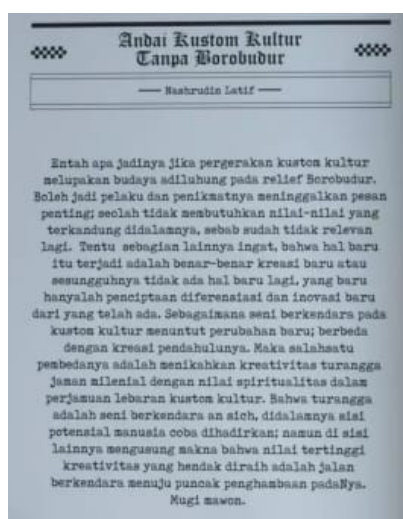 Andai Kustom Kultur
Tanpa Borobudur
Nashrudin Latif
Entah apa jadinya jika pergerakan kustom kultur
melupakan budaya adiluhung pada relief Borobudur.
Boleh jadi pelaku dan penikmatnya meninggalkan pesan
penting; seolah tidak membutuhkan nilai-nilai yang
terkandung didalamnya, sebab sudah tidak relevan
lagi. Tentu sebagian lainnya ingat, bahwa hal baru
itu terjadi adalah benar-benar kreasi baru atau
sesungguhnya tidak ada hal baru lagi, yang baru
hanyalah penciptaan diferensiasi dan inovasi baru
dari yang telah ada. Sebagaimana seni berkendara pada
kustom kultur menuntut perubahan baru; berbeda
dengan kreasi pendahulunya. Maka salahsatu
pembedanya adalah menikahkan kreativitas turangga
jaman milenial dengan nilai spiritualitas dalam
perjamuan lebaran kustom kultur. Bahwa turangga
adalah seni berkendara an sich, didalamnya sisi
potensial manusia coba dihadirkan; namun di sisi
lainnya mengusung makna bahwa nilai tertinggi
kreativitas yang hendak diraih adalah jalan
berkendara menuju puncak penghambaan padaNya.
Mugi mawon.